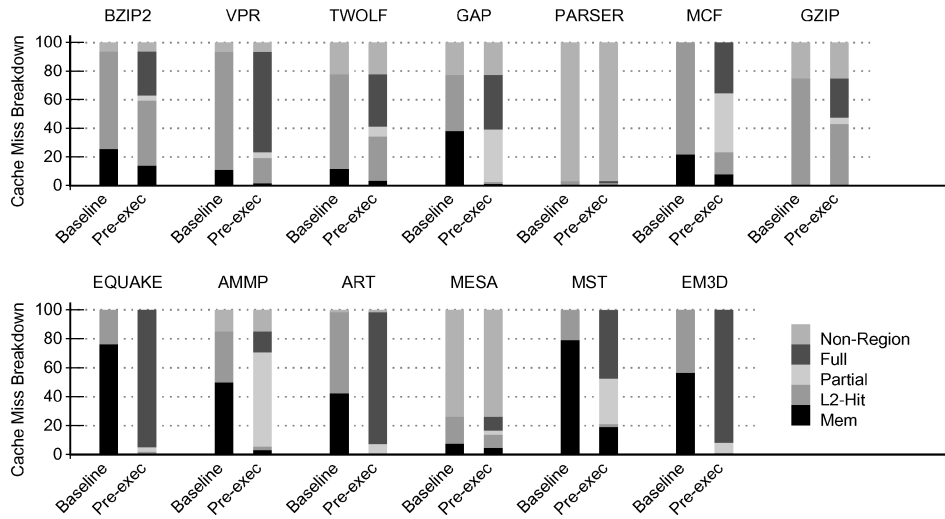 BZIP2 VPR TWOLF GAP PARSER MCF GZIP
Cache Miss Breakdown
100
80
60
40
20
0
Baseline Pre-exec Baseline Pre-exec Baseline Pre-exec Baseline Pre-exec Baseline Pre-exec Baseline Pre-exec Baseline Pre-exec
EQUAKE AMMP ART MESA MST EM3D
Cache Miss Breakdown
100
80
60
40
20
0
Baseline Pre-exec Baseline Pre-exec Baseline Pre-exec Baseline Pre-exec Baseline Pre-exec Baseline Pre-exec
Non-Region
Full
Partial
L2-Hit
Mem